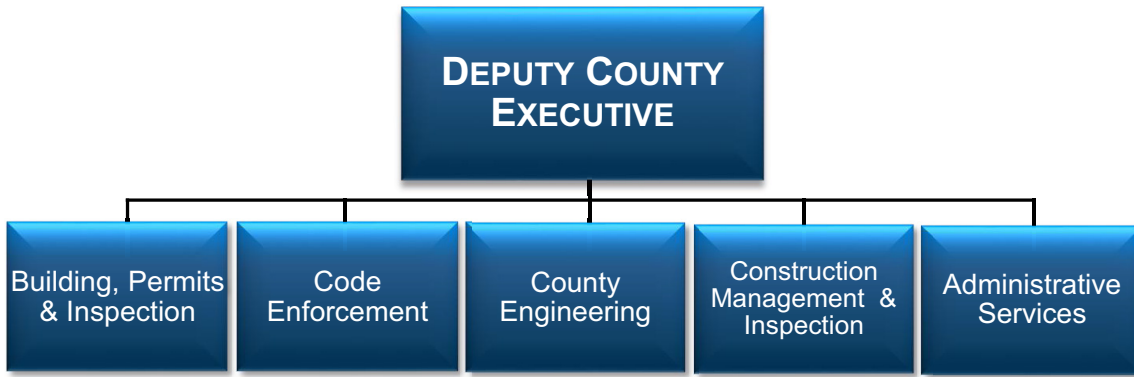 DEPUTY COUNTY
EXECUTIVE
Building, Permits
& Inspection
Code
Enforcement
County
Engineering
Construction
Management &
Inspection
Administrative
Services